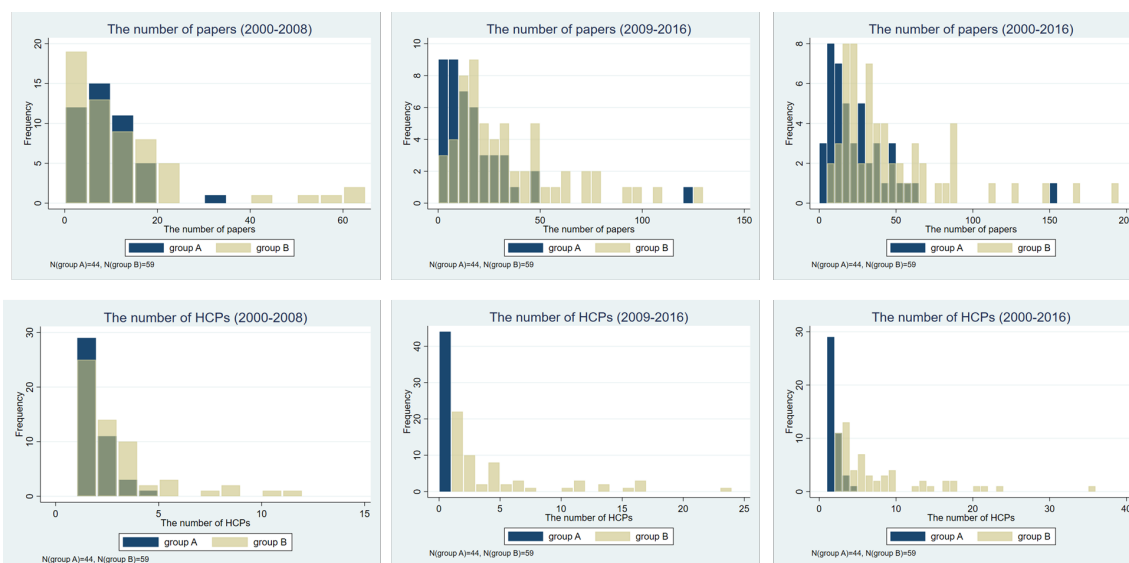 The number of papers (2000-2008)
20
15
10
5
0
Frequency
0 20 40 60
The number of papers
group A group B
N(group A)=44, N(group B)=59
The number of papers (2009-2016)
10
8
6
4
2
0
Frequency
0 50 100 150
The number of papers
group A group B
N(group A)=44, N(group B)=59
The number of papers (2000-2016)
8
6
4
2
0
Frequency
0 50 100 150
The number of papers
group A group B
N(group A)=44, N(group B)=59
The number of HCPs (2000-2008)
30
20
10
0
Frequency
0 5 10 15
The number of HCPs
group A group B
N(group A)=44, N(group B)=59
The number of HCPs (2009-2016)
40
30
20
10
0
Frequency
0 5 10 15 20 25
The number of HCPs
group A group B
N(group A)=44, N(group B)=59
The number of HCPs (2000-2016)
30
20
10
0
Frequency
0 10 20 30 40
The number of HCPs
group A group B
N(group A)=44, N(group B)=59